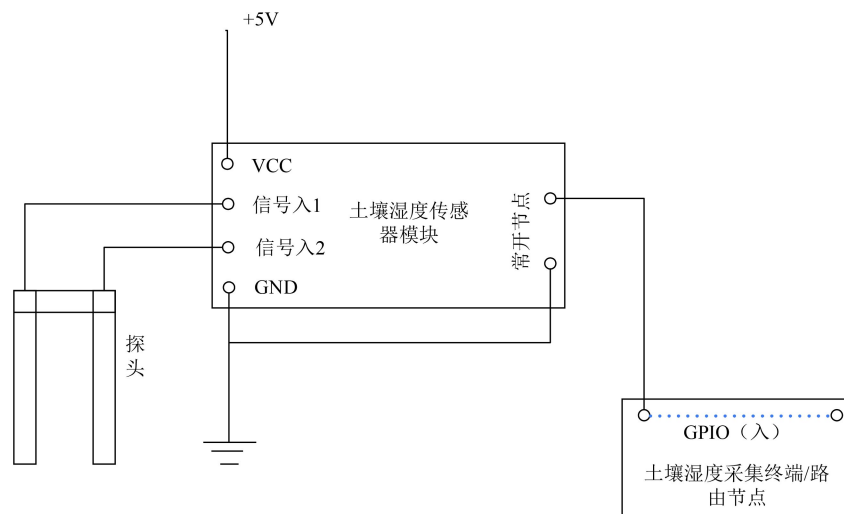 +5V
VCC
信号入1
信号入2
GND
土壤湿度传感
器模块
常开节点
探
头
GPIO（入）
土壤湿度采集终端/路
由节点